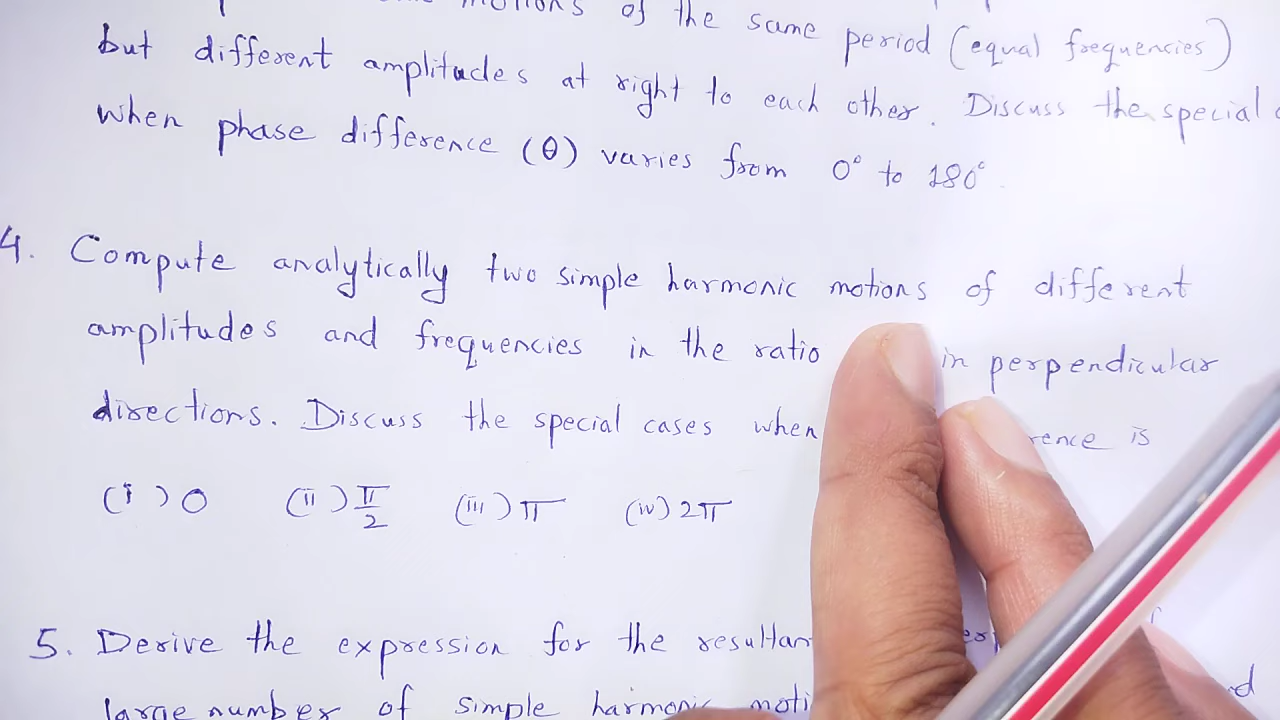 motions of the same period (equal frequencies)
but different amplitudes at right to each other. Discuss the special
when phase difference (θ) varies from 0° to 180°
4. Compute analytically two simple harmonic motions of different
amplitudes and frequencies in the ratio in perpendicular
directions. Discuss the special cases when is
(i) 0 (ii) π/2 (iii) π (iv) 2π
5. Derive the expression for the
large number of simple harmonic